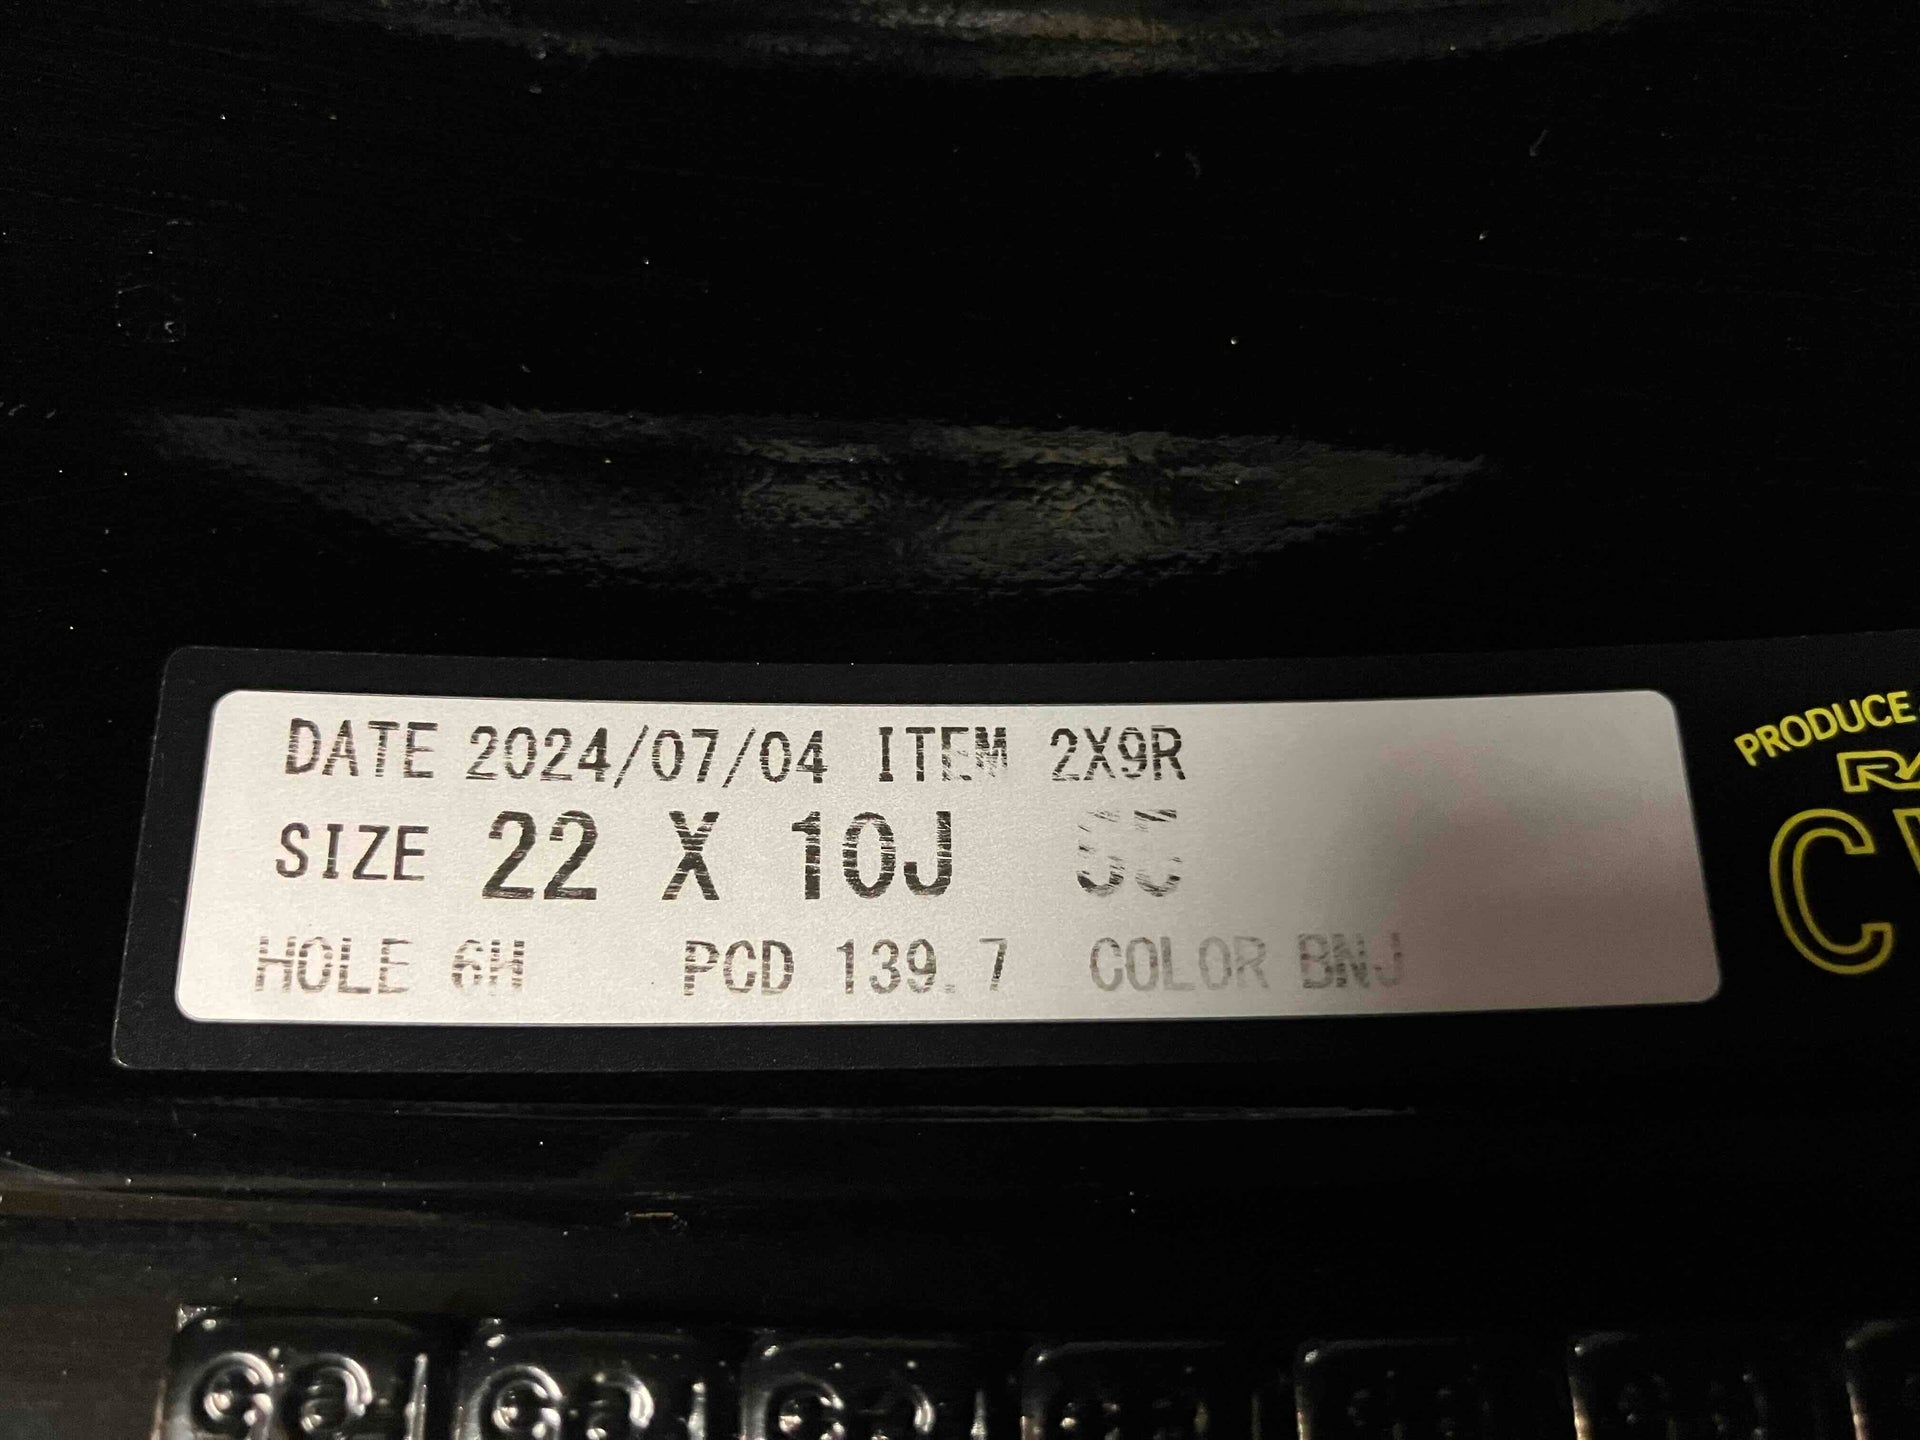 DATE 2024/07/04 ITEM 2X9R
SIZE 22 X 10J
HOLE 6H PCD 139.7 COLOR BNJ
PRODUCE